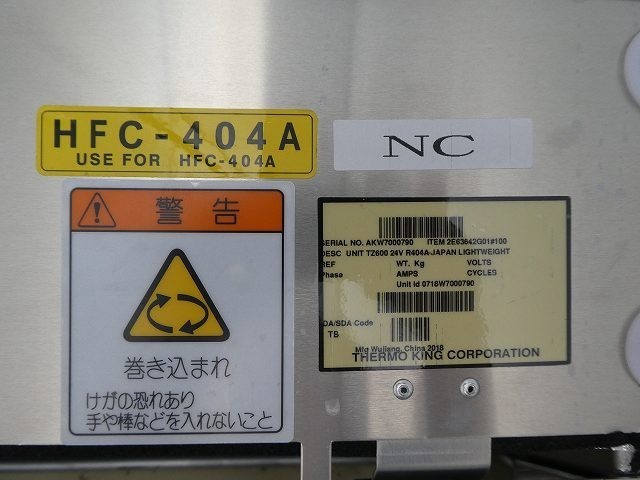 HFC-404A
USE FOR HFC-404A
NC
警告
巻き込まれ
けがの恐れあり
手や棒などを入れないこと
SERIAL NO. AKW7000790 ITEM 2E63642G01#100
DESC UNIT TZ600 24V R404A-JAPAN LIGHTWEIGHT
REF WT. Kg VOLTS
Phase AMPS CYCLES
Unit Id 0718W7000790
DA/SDA Code
TB
Mfg Wujiang, China 2018
THERMO KING CORPORATION